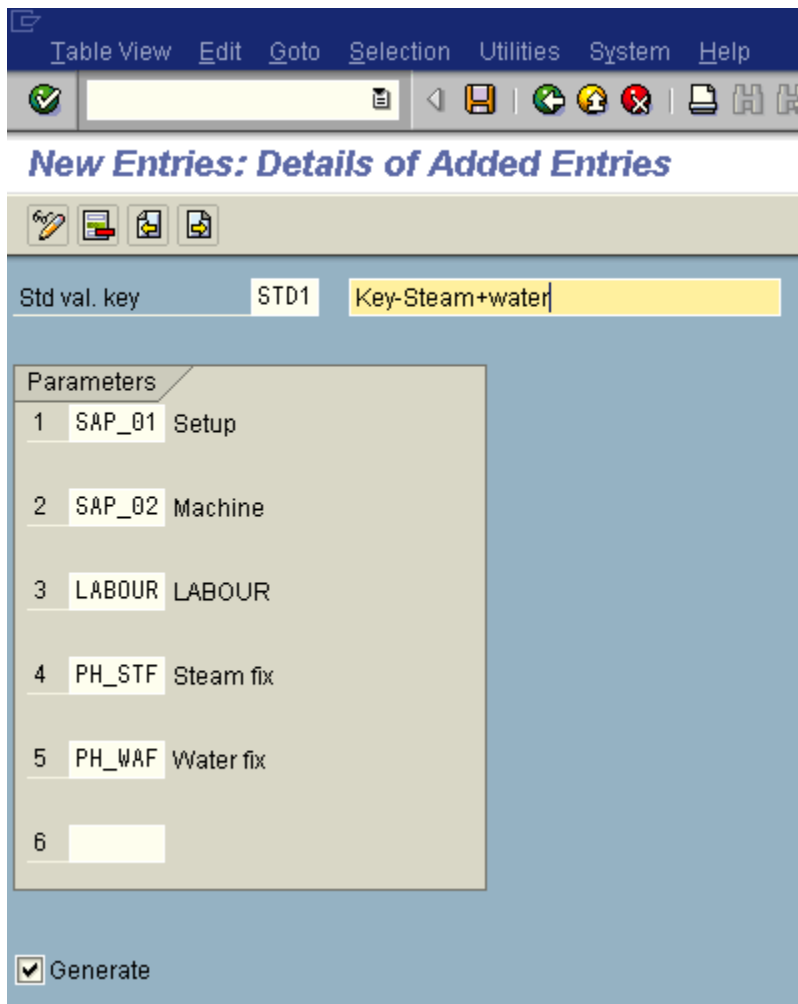 Table View Edit Goto Selection Utilities System Help
New Entries: Details of Added Entries
Std val. key STD1 Key-Steam+water
Parameters
1 SAP_01 Setup
2 SAP_02 Machine
3 LABOUR LABOUR
4 PH_STF Steam fix
5 PH_WAF Water fix
6
Generate